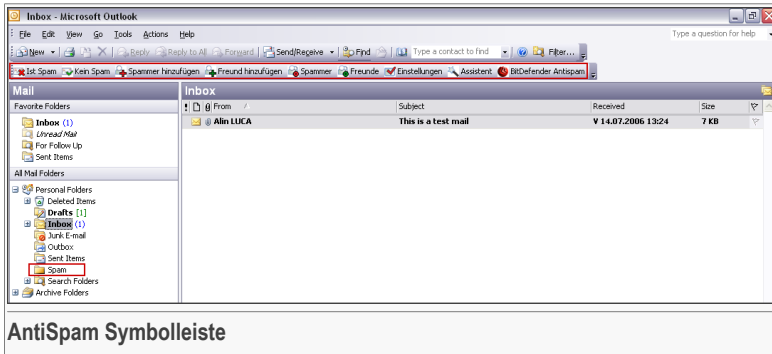 Inbox - Microsoft Outlook
File Edit View Go Tools Actions Help Type a question for help
New Reply Reply to All Forward Send/Receive Find Type a contact to find Filter...
Ist Spam Kein Spam Spammer hinzufügen Freund hinzufügen Spammer Freunde Einstellungen Assistent BitDefender Antispam
Mail Inbox
Favorite Folders From Subject Received Size
Inbox (1) Alin LUCA This is a test mail V 14.07.2006 13:24 7 KB
Unread Mail
For Follow Up
Sent Items
All Mail Folders
Personal Folders
Deleted Items
Drafts [1]
Inbox (1)
Junk E-mail
Outbox
Sent Items
Spam
Search Folders
Archive Folders
AntiSpam Symbolleiste